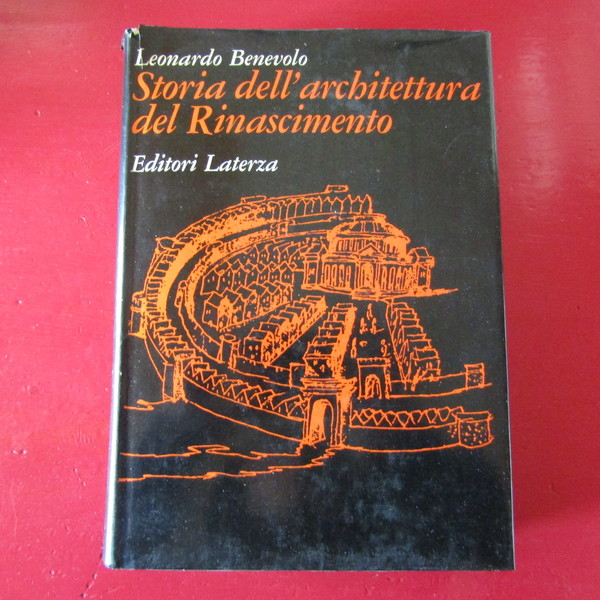 Leonardo Benevolo
Storia dell'architettura
del Rinascimento
Editori Laterza